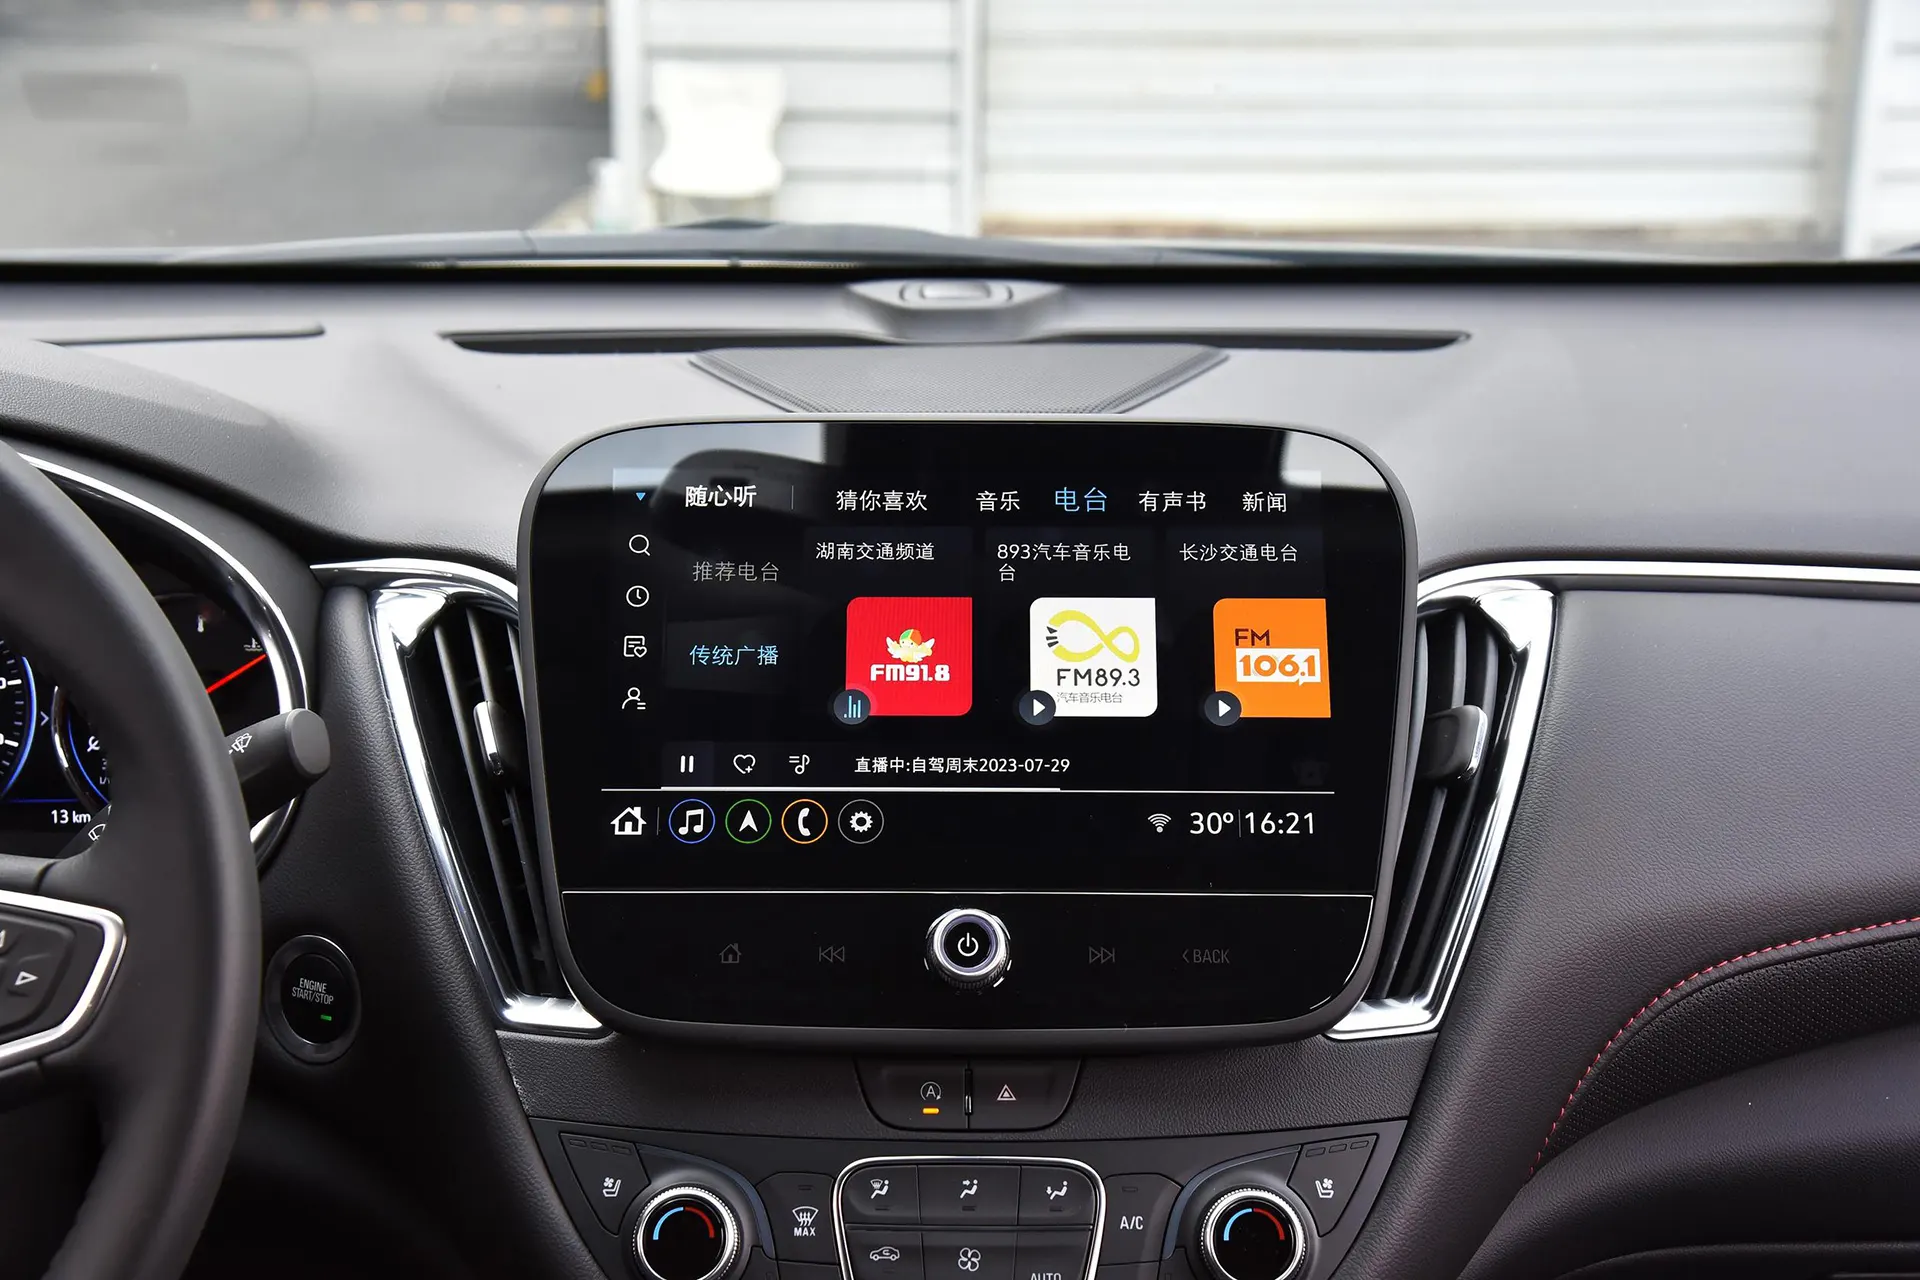 随心听
猜你喜欢
音乐
电台
有声书
新闻
推荐电台
传统广播
湖南交通频道
893汽车音乐电
台
长沙交通电台
FM91.8
FM89.3
汽车音乐电台
FM
106.1
直播中:自驾周末2023-07-29
30°
16:21
13 km
BACK
ENGINE
START/STOP
A
MAX
A/C
AUTO